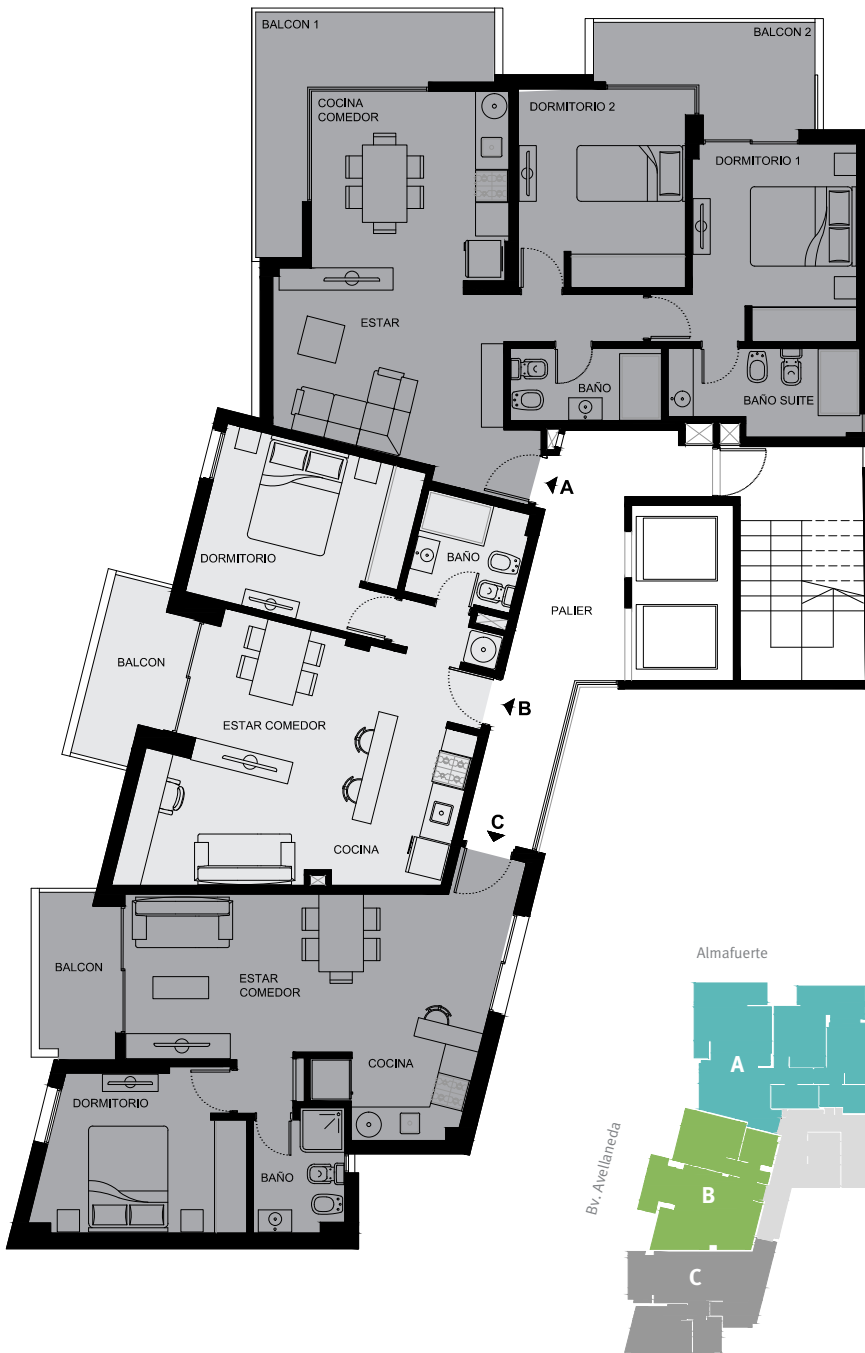 BALCON 1
BALCON 2
COCINA
COMEDOR
DORMITORIO 2
DORMITORIO 1
ESTAR
BAÑO
BAÑO SUITE
A
DORMITORIO
BAÑO
PALIER
BALCON
B
ESTAR COMEDOR
C
COCINA
BALCON
ESTAR
COMEDOR
COCINA
DORMITORIO
BAÑO
Almafuerte
A
Bv. Avellaneda
B
C